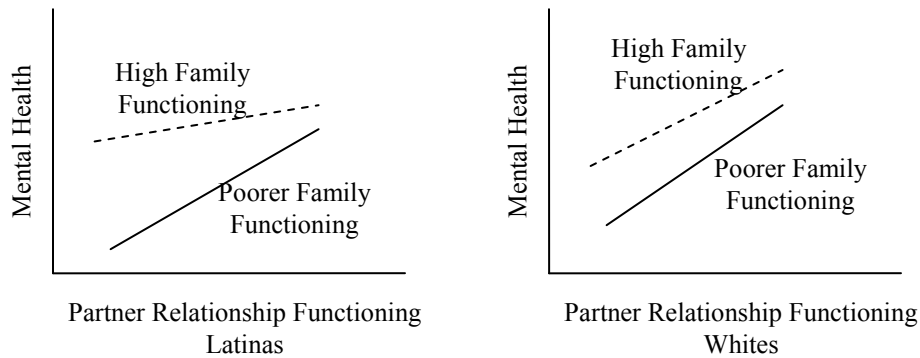 Mental Health
High Family
Functioning
Poorer Family
Functioning
Partner Relationship Functioning
Latinas
Mental Health
High Family
Functioning
Poorer Family
Functioning
Partner Relationship Functioning
Whites